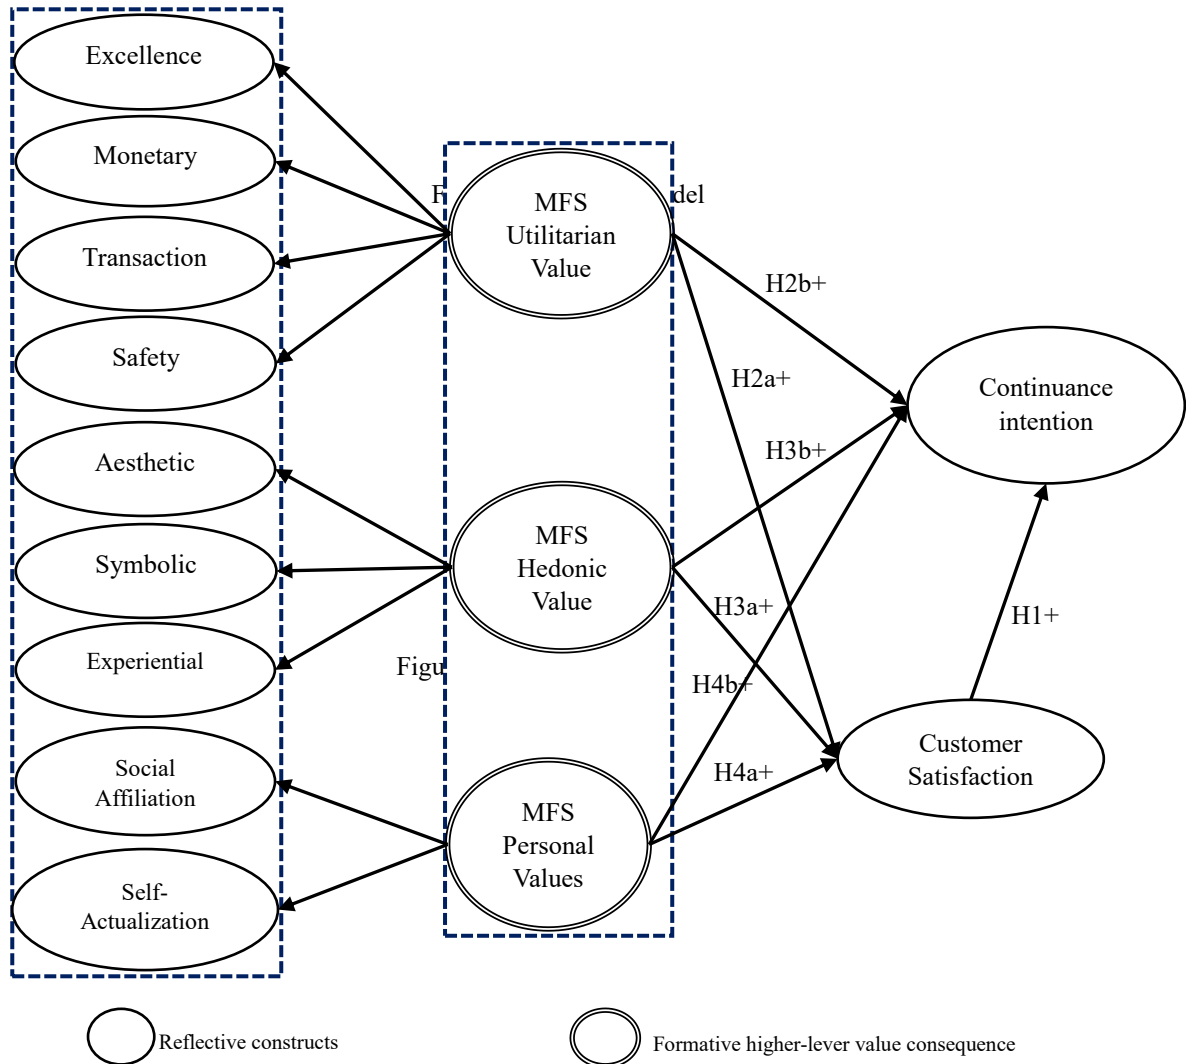 Excellence
Monetary
Transaction
Safety
Aesthetic
Symbolic
Experiential
Social
Affiliation
Self-
Actualization
F
del
MFS
Utilitarian
Value
MFS
Hedonic
Value
Figu
MFS
Personal
Values
H2b+
H2a+
H3b+
H3a+
H4b+
H4a+
H1+
Continuance
intention
Customer
Satisfaction
Reflective constructs
Formative higher-lever value consequence